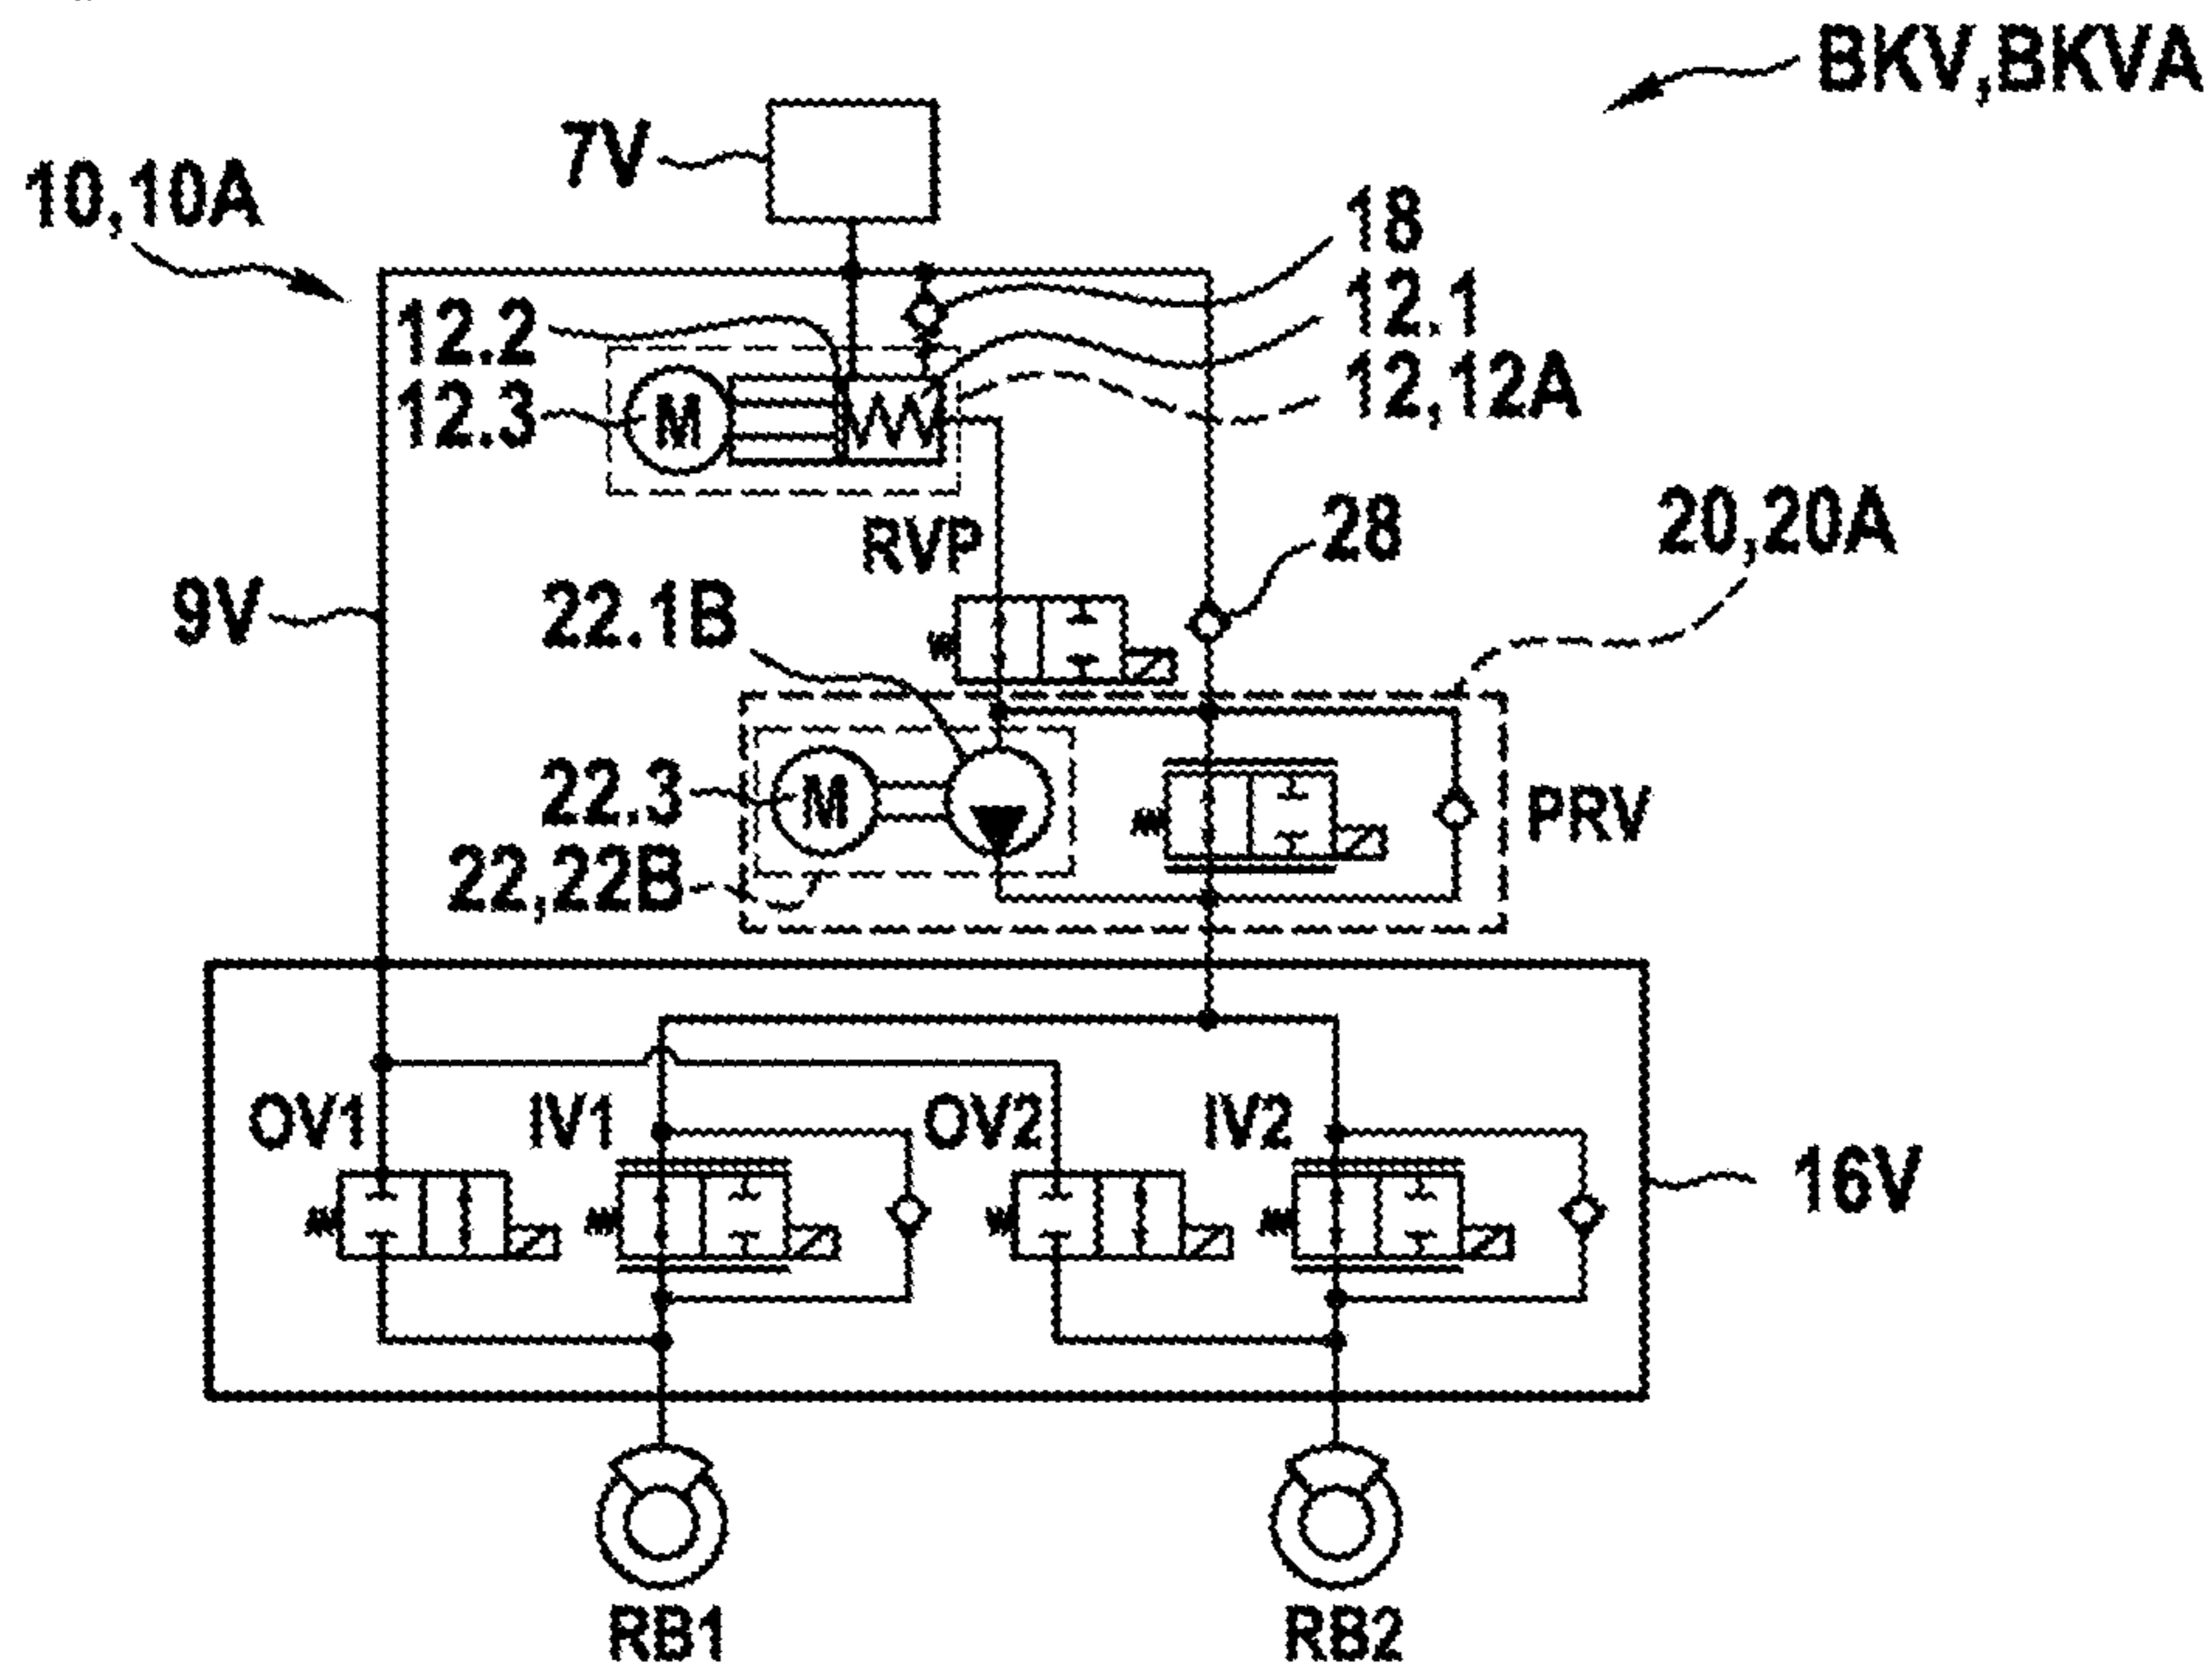 BKV,BKVA
7V
10,10A
18
12.2
12.1
12.3
M
12,12A
RVP
28
20,20A
9V
22.1B
22.3
M
PRV
22,22B
OV1
IV1
OV2
IV2
16V
RB1
RB2